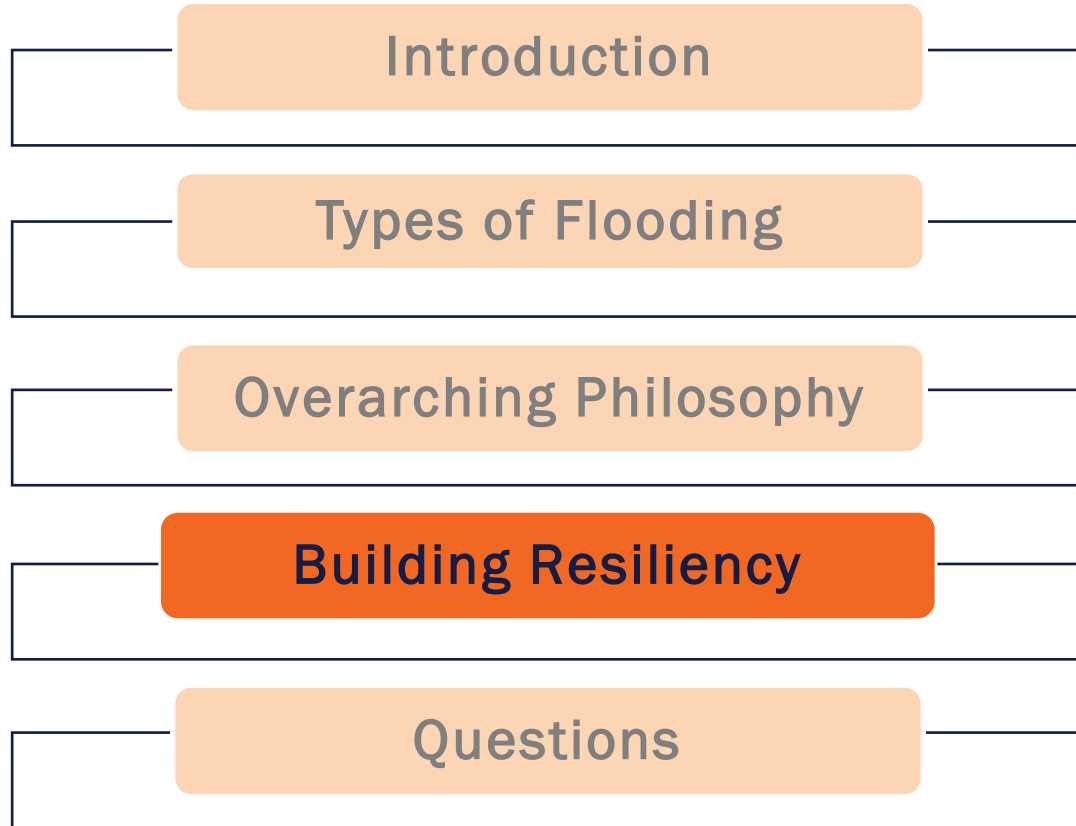 Introduction
Types of Flooding
Overarching Philosophy
Building Resiliency
Questions